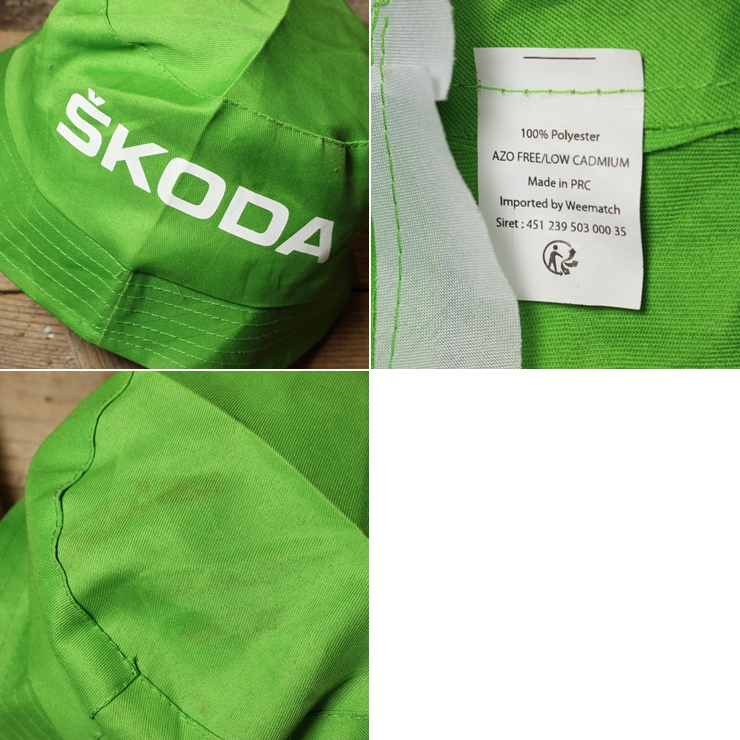 ŠKODA
100% Polyester
AZO FREE/LOW CADMIUM
Made in PRC
Imported by Weematch
Siret : 451 239 503 000 35